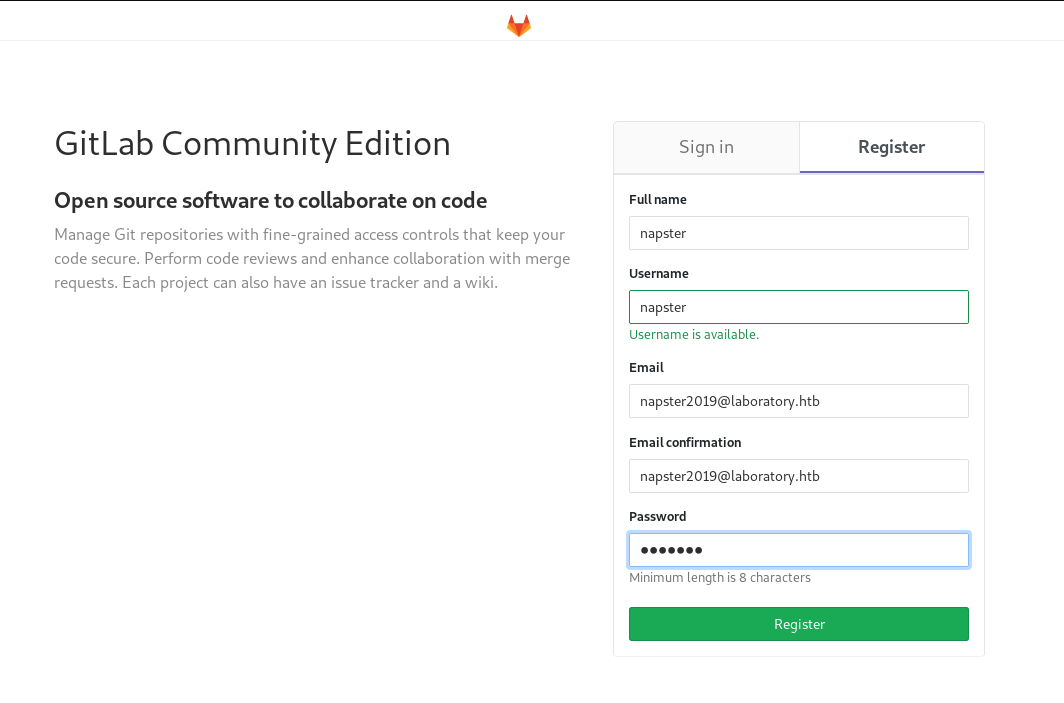 GitLab Community Edition
Open source software to collaborate on code
Manage Git repositories with fine-grained access controls that keep your
code secure. Perform code reviews and enhance collaboration with merge
requests. Each project can also have an issue tracker and a wiki.
Sign in
Register
Full name
napster
Username
napster
Username is available.
Email
napster2019@laboratory.htb
Email confirmation
napster2019@laboratory.htb
Password
●●●●●●●
Minimum length is 8 characters
Register